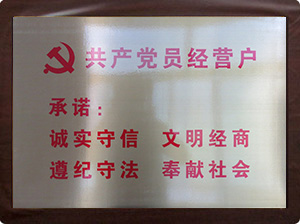 共产党员经营户
承诺：
诚实守信 文明经商
遵纪守法 奉献社会